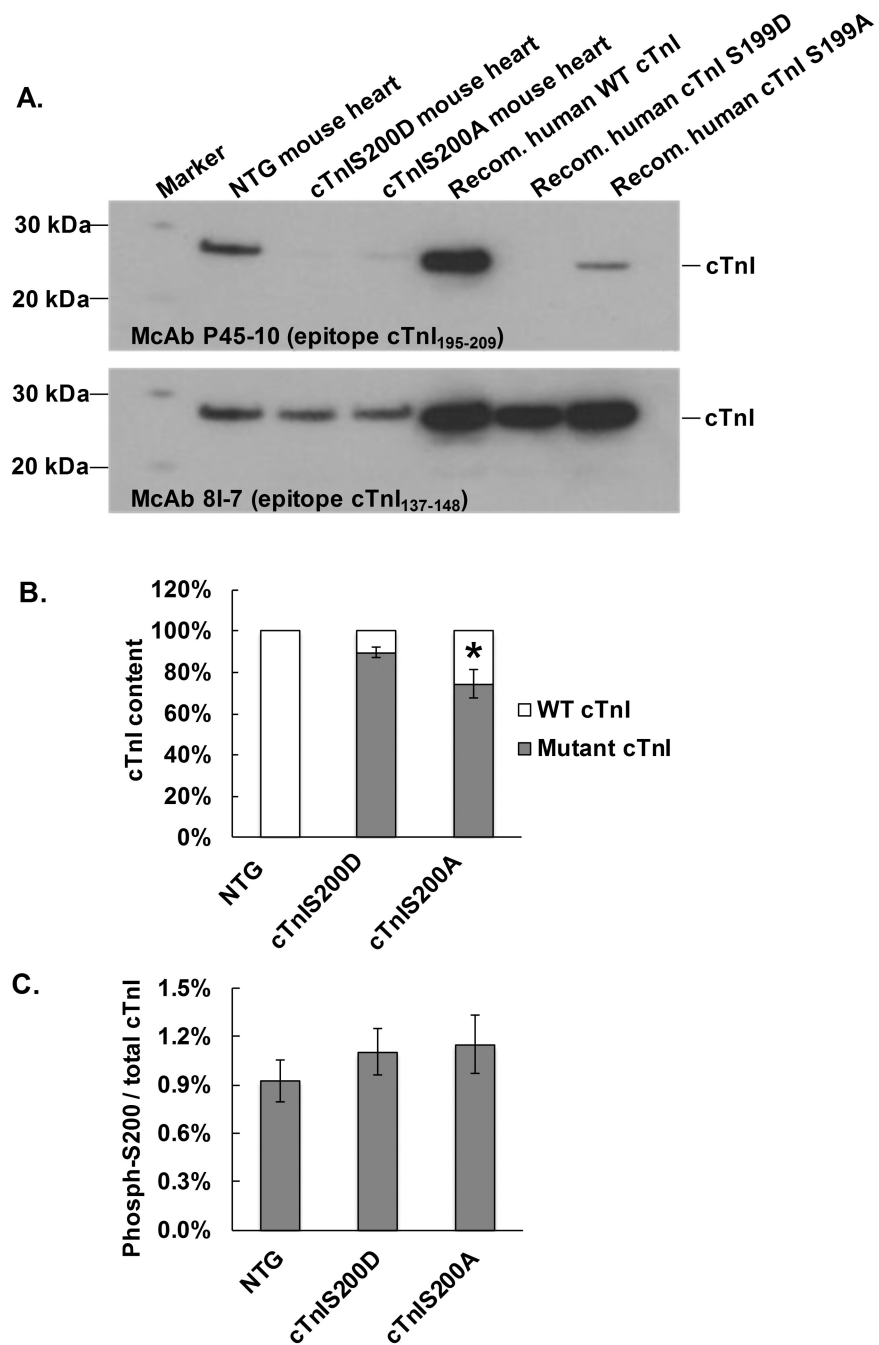 A.
Marker
NTG mouse heart
cTnIS200D mouse heart
cTnIS200A mouse heart
Recom. human WT cTnI
Recom. human cTnI S199D
Recom. human cTnI S199A
30 kDa
cTnI
20 kDa
McAb P45-10 (epitope cTnI195-209)
30 kDa
cTnI
20 kDa
McAb 8I-7 (epitope cTnI137-148)
B.
cTnI content
120%
100%
80%
60%
40%
20%
0%
*
WT cTnI
Mutant cTnI
NTG
cTnIS200D
cTnIS200A
C.
Phosph-S200 / total cTnI
1.5%
1.2%
0.9%
0.6%
0.3%
0.0%
NTG
cTnIS200D
cTnIS200A